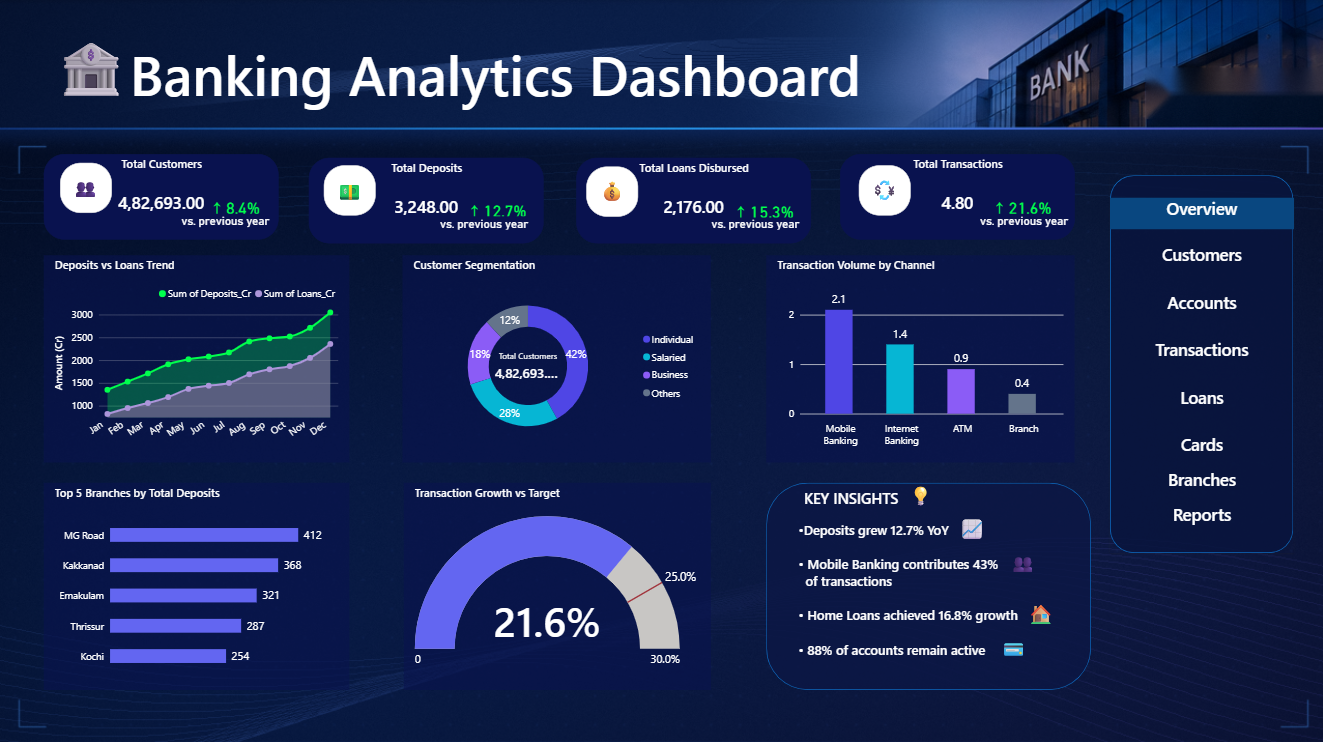 Banking Analytics Dashboard
BANK
Total Customers
4,82,693.00 ↑ 8.4%
vs. previous year
Total Deposits
3,248.00 ↑ 12.7%
vs. previous year
Total Loans Disbursed
2,176.00 ↑ 15.3%
vs. previous year
Total Transactions
4.80 ↑ 21.6%
vs. previous year
Overview
Customers
Accounts
Transactions
Loans
Cards
Branches
Reports
Deposits vs Loans Trend
Sum of Deposits_Cr Sum of Loans_Cr
Amount (Cr)
3000
2500
2000
1500
1000
Jan Feb Mar Apr May Jun Jul Aug Sep Oct Nov Dec
Customer Segmentation
12%
18%
42%
28%
Total Customers
4,82,693....
Individual
Salaried
Business
Others
Transaction Volume by Channel
2
1
0
2.1
1.4
0.9
0.4
Mobile Banking
Internet Banking
ATM
Branch
Top 5 Branches by Total Deposits
MG Road 412
Kakkanad 368
Ernakulam 321
Thrissur 287
Kochi 254
Transaction Growth vs Target
25.0%
21.6%
0
30.0%
KEY INSIGHTS
•Deposits grew 12.7% YoY
• Mobile Banking contributes 43%
of transactions
• Home Loans achieved 16.8% growth
• 88% of accounts remain active